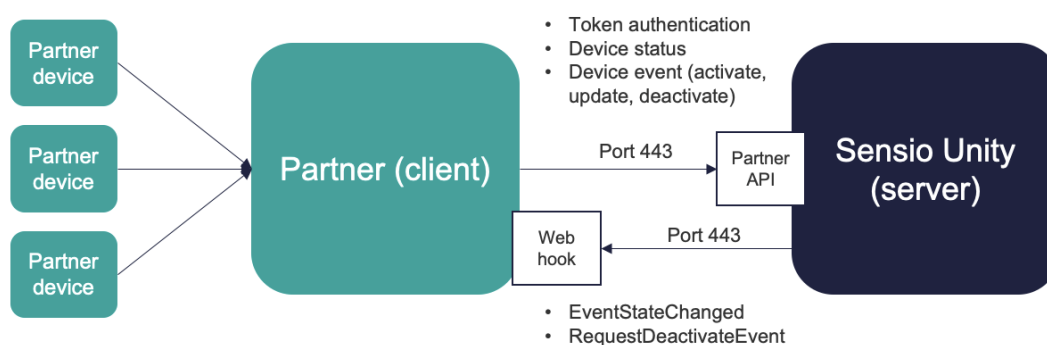 Partner
device
Partner
device
Partner
device
Partner (client)
• Token authentication
• Device status
• Device event (activate,
update, deactivate)
Port 443
Partner
API
Sensio Unity
(server)
Port 443
Web
hook
• EventStateChanged
• RequestDeactivateEvent